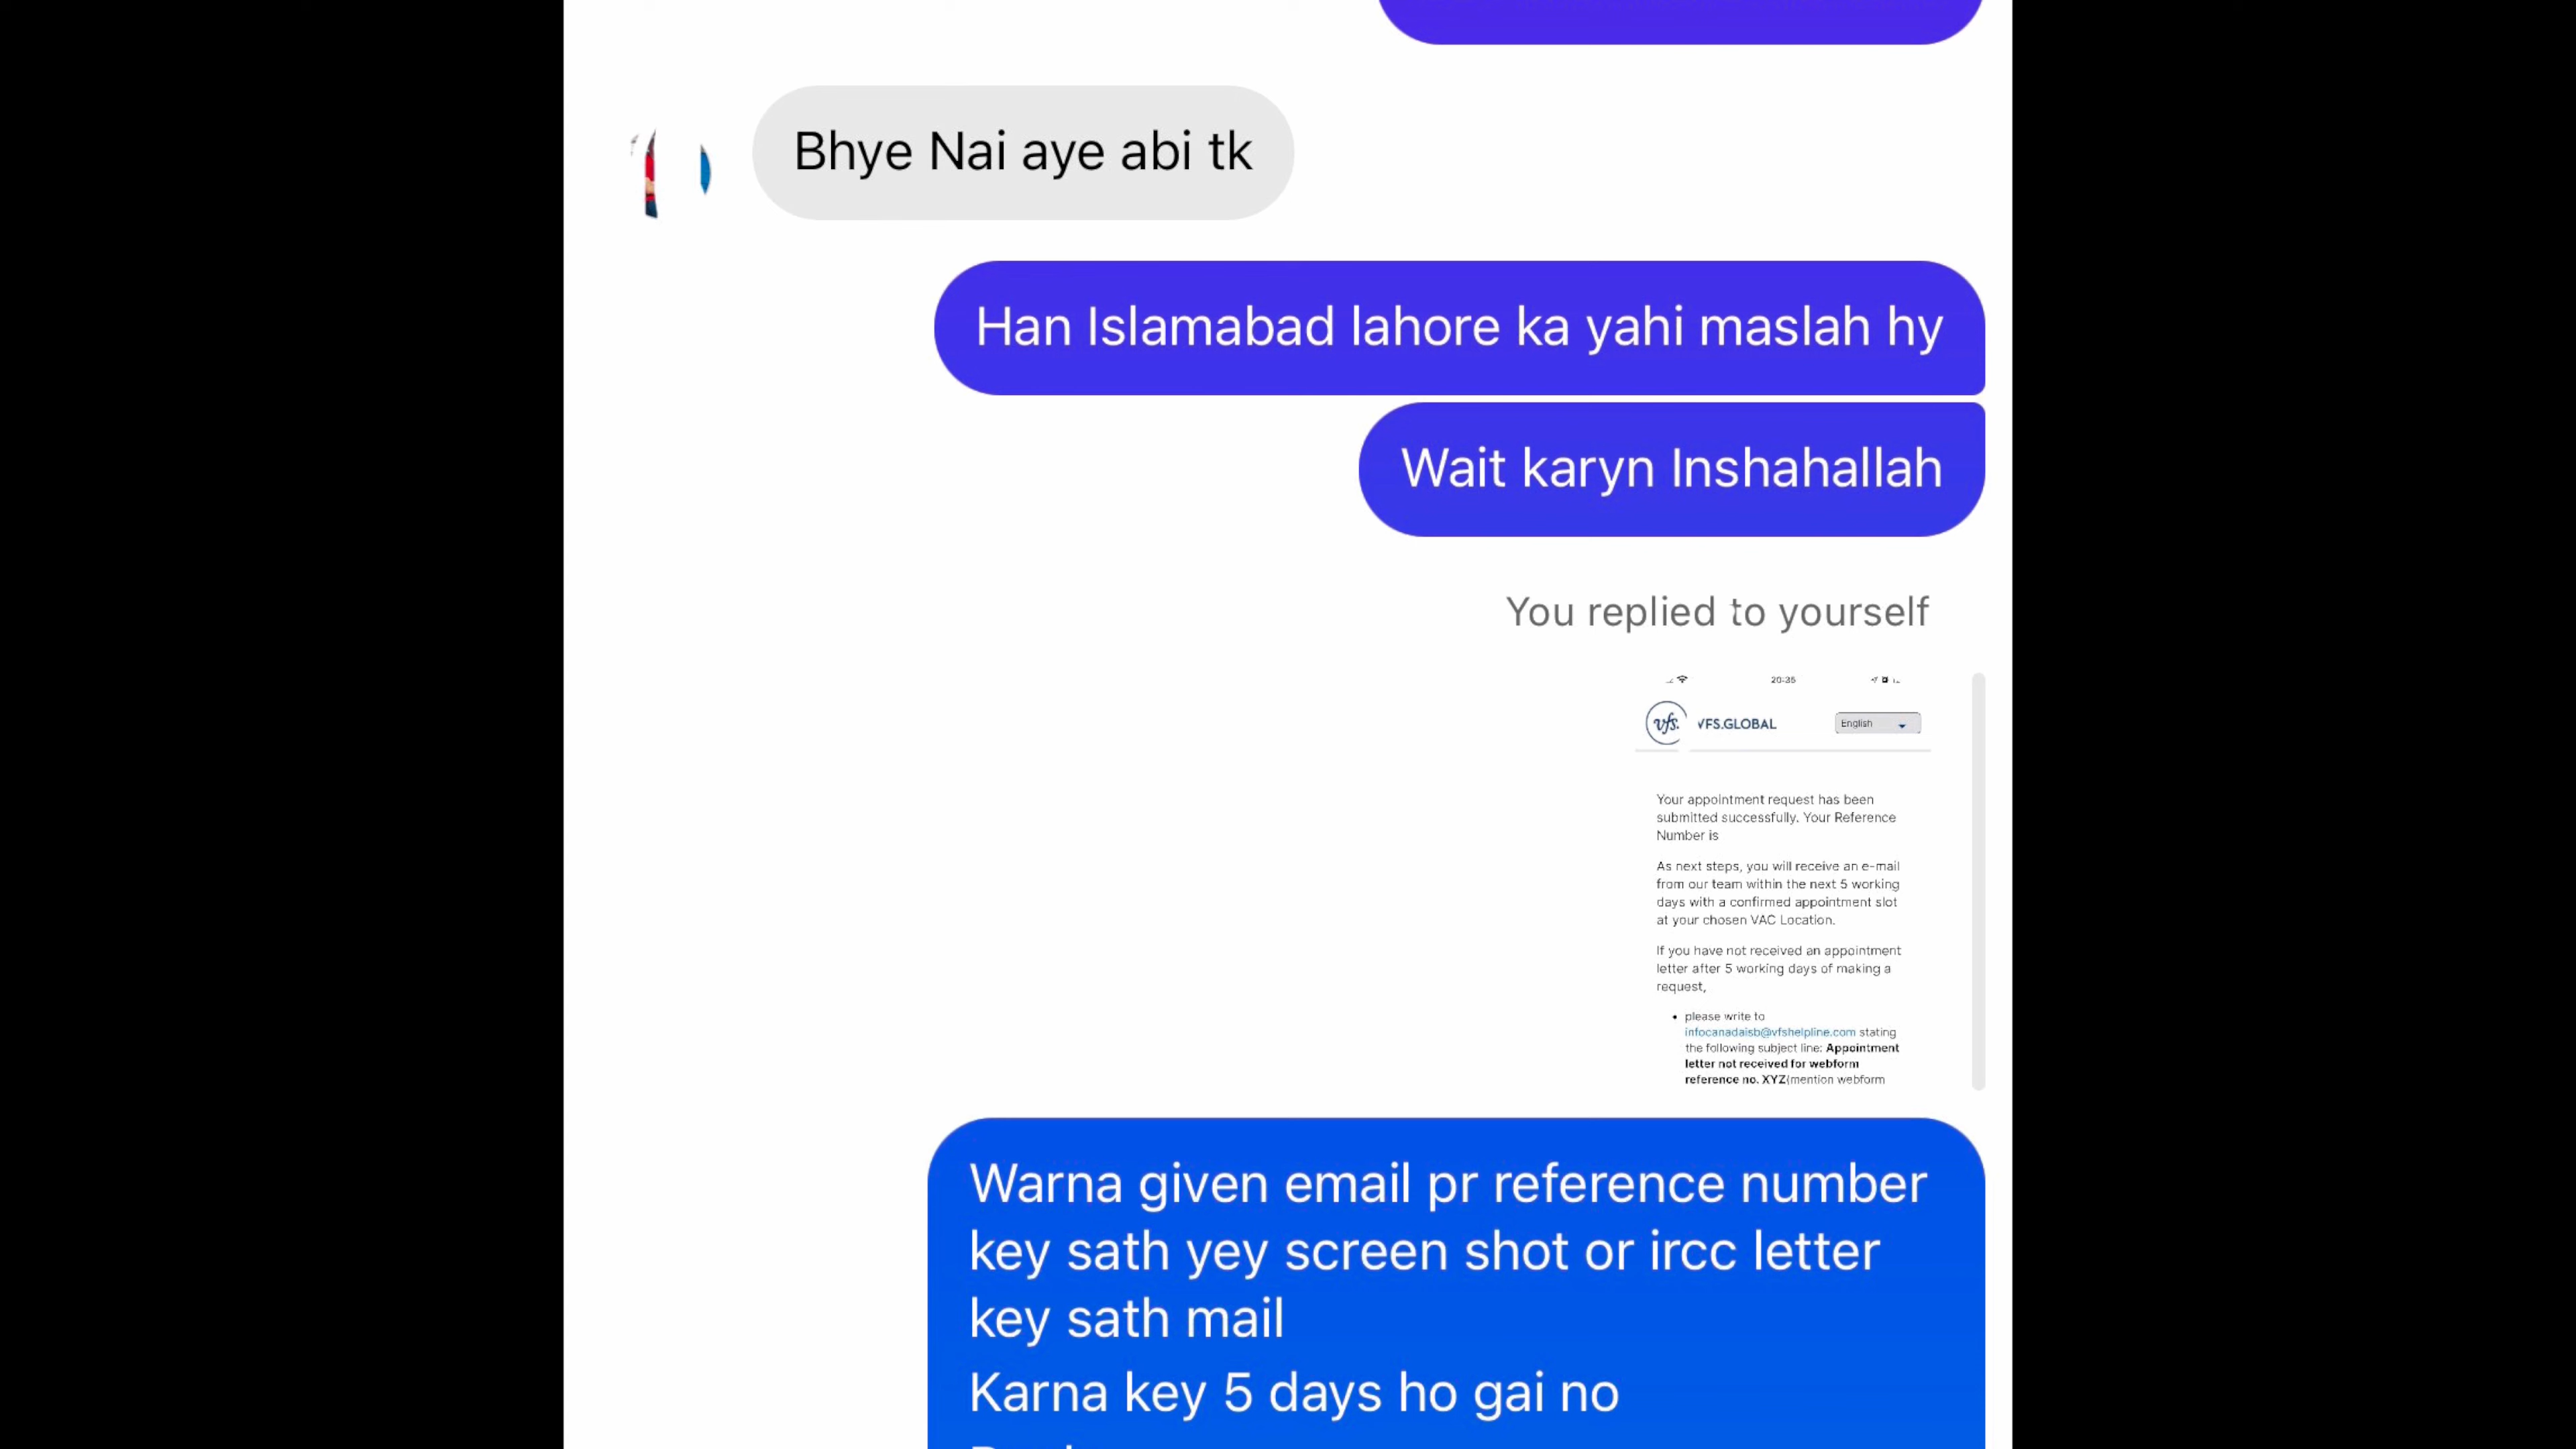 Bhye Nai aye abi tk
Han Islamabad lahore ka yahi maslah hy
Wait karyn Inshahallah
You replied to yourself
20:35
vfs. VFS.GLOBAL English
Your appointment request has been
submitted successfully. Your Reference
Number is
As next steps, you will receive an e-mail
from our team within the next 5 working
days with a confirmed appointment slot
at your chosen VAC Location.
If you have not received an appointment
letter after 5 working days of making a
request,
• please write to
infocanadaisb@vfshelpline.com stating
the following subject line: Appointment
letter not received for webform
reference no. XYZ(mention webform
Warna given email pr reference number
key sath yey screen shot or ircc letter
key sath mail
Karna key 5 days ho gai no